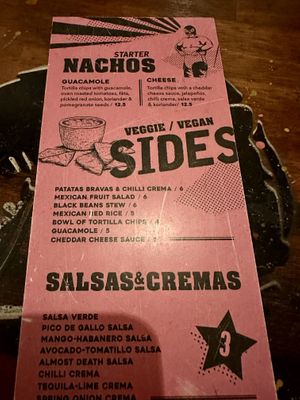 STARTER
NACHOS
GUACAMOLE
Tortilla chips with guacamole,
oven roasted tomatoes, feta,
pickled red onion, koriander &
pomegranate seeds / 12.5
CHEESE
Tortilla chips with a cheddar
cheese sauce, jalapeños,
chilli crema, salsa verde
& koriander/ 12.5
VEGGIE / VEGAN
SIDES
PATATAS BRAVAS & CHILLI CREMA / 6
MEXICAN FRUIT SALAD / 6
BLACK BEANS STEW / 6
MEXICAN RED RICE / 5
BOWL OF TORTILLA CHIPS / 4
GUACAMOLE / 5
CHEDDAR CHEESE SAUCE /
SALSAS&CREMAS
SALSA VERDE
PICO DE GALLO SALSA
MANGO-HABANERO SALSA
AVOCADO-TOMATILLO SALSA
ALMOST DEATH SALSA
CHILLI CREMA
TEQUILA-LIME CREMA
SPRING ONION CREMA
3